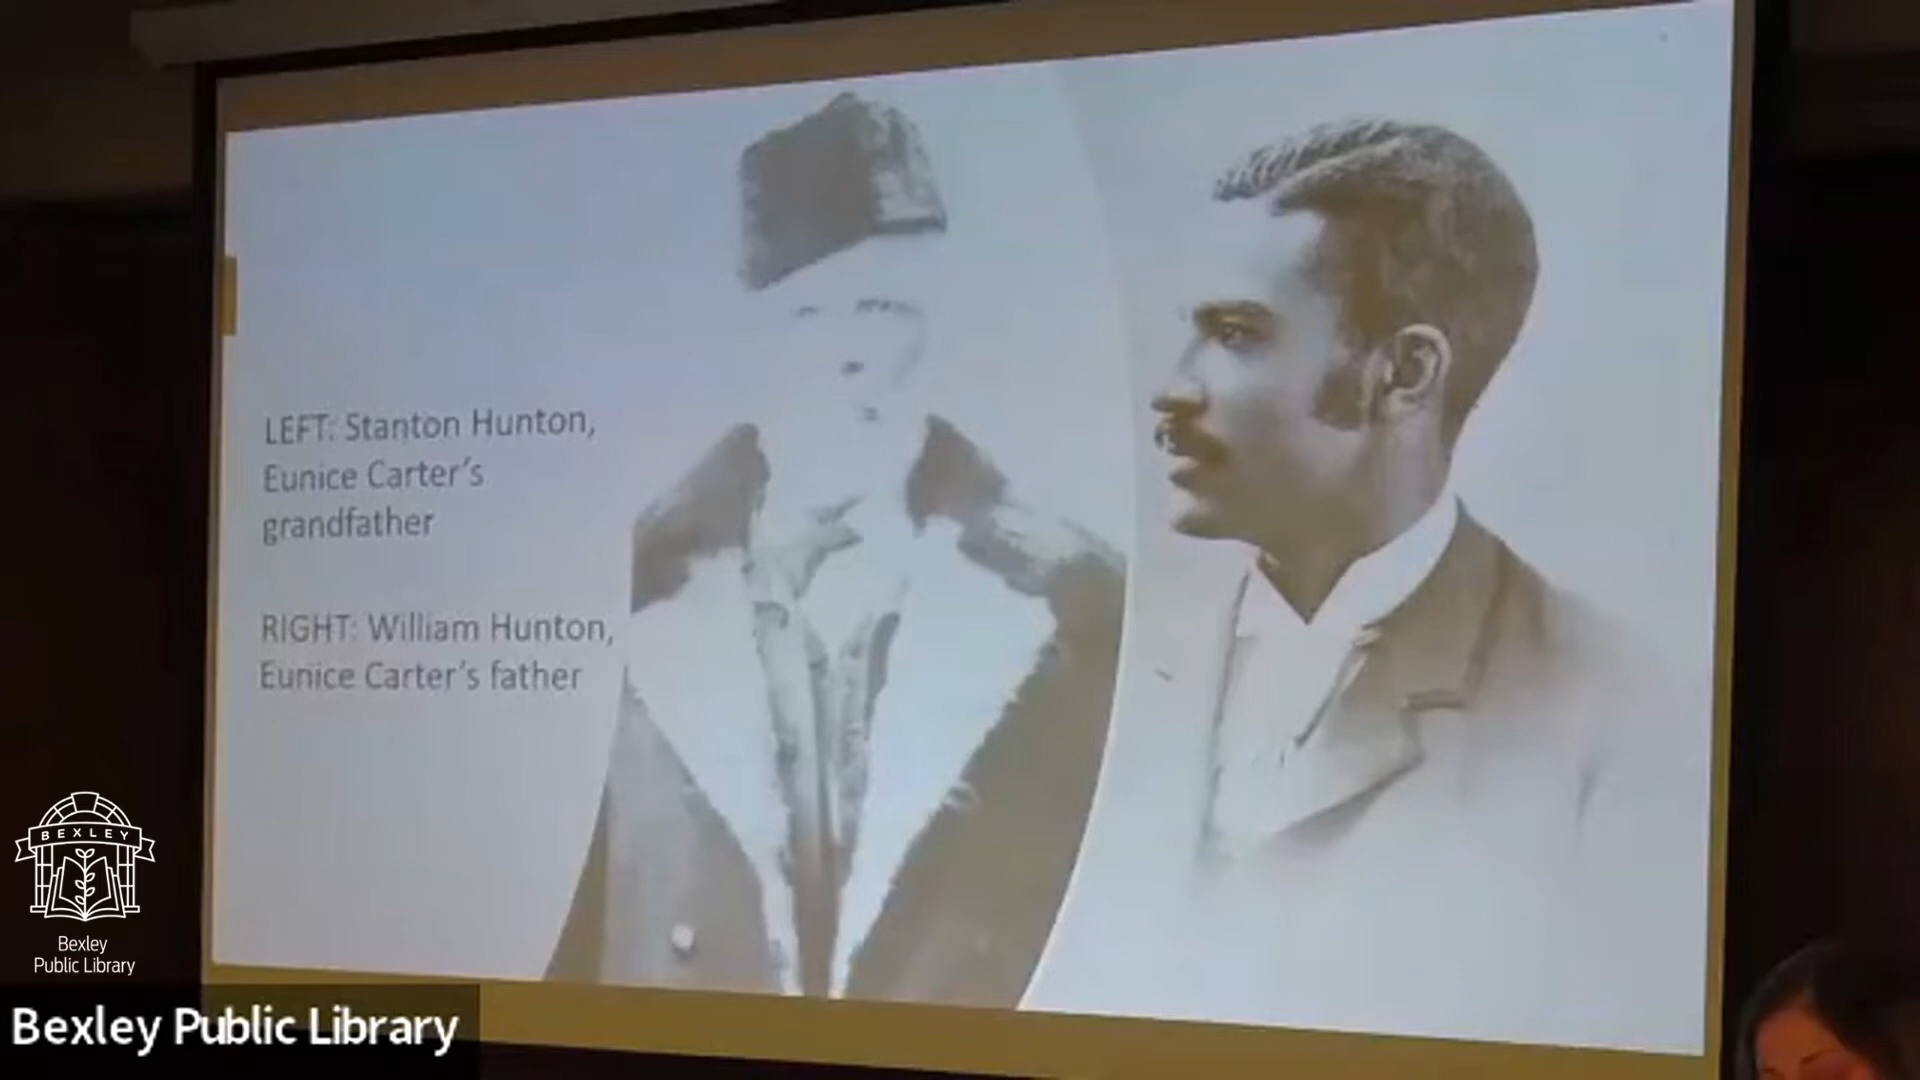 LEFT: Stanton Hunton,
Eunice Carter's
grandfather
RIGHT: William Hunton,
Eunice Carter's father
BEXLEY
Bexley
Public Library
Bexley Public Library